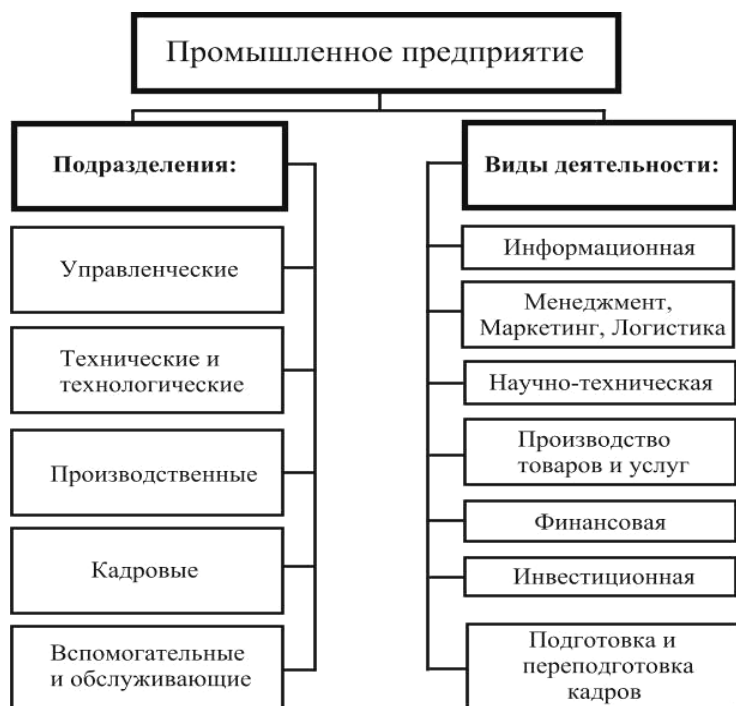 Промышленное предприятие
Подразделения:
Управленческие
Технические и
технологические
Производственные
Кадровые
Вспомогательные
и обслуживающие
Виды деятельности:
Информационная
Менеджмент,
Маркетинг, Логистика
Научно-техническая
Производство
товаров и услуг
Финансовая
Инвестиционная
Подготовка и
переподготовка
кадров